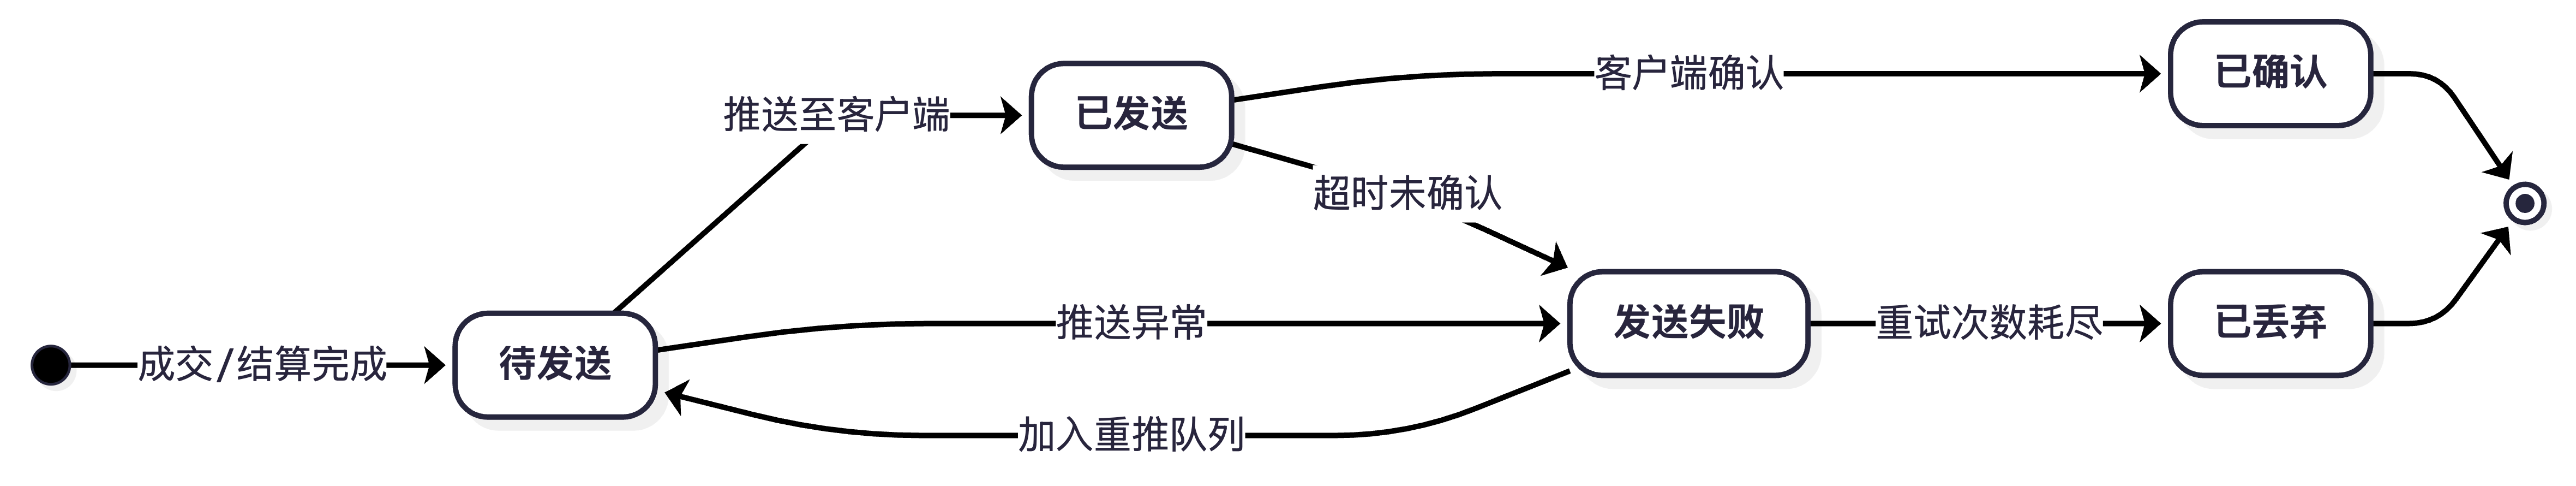 成交/结算完成
待发送
推送至客户端
已发送
客户端确认
已确认
超时未确认
推送异常
发送失败
重试次数耗尽
已丢弃
加入重推队列